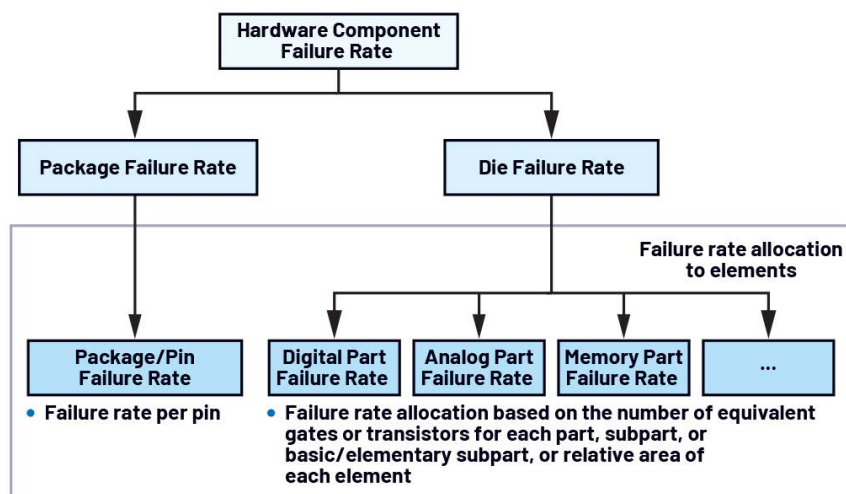 Hardware Component
Failure Rate
Package Failure Rate
Die Failure Rate
Failure rate allocation
to elements
Package/Pin
Failure Rate
Digital Part
Failure Rate
Analog Part
Failure Rate
Memory Part
Failure Rate
...
• Failure rate per pin
• Failure rate allocation based on the number of equivalent
gates or transistors for each part, subpart, or
basic/elementary subpart, or relative area of
each element